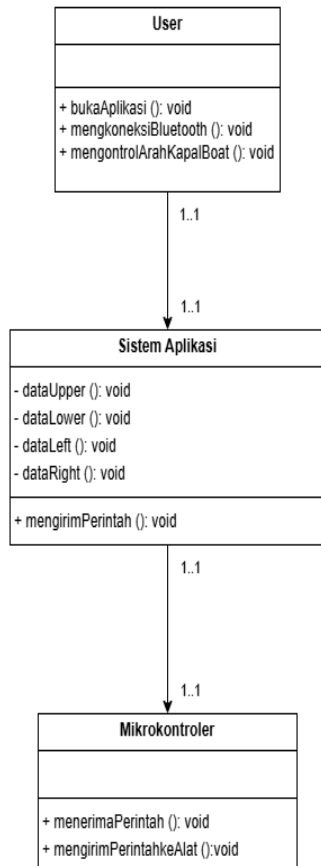 User
+ bukaAplikasi (): void
+ mengkoneksiBluetooth (): void
+ mengontrolArahKapalBoat (): void
1..1
1..1
Sistem Aplikasi
- dataUpper (): void
- dataLower (): void
- dataLeft (): void
- dataRight (): void
+ mengirimPerintah (): void
1..1
1..1
Mikrokontroler
+ menerimaPerintah (): void
+ mengirimPerintahkeAlat ():void